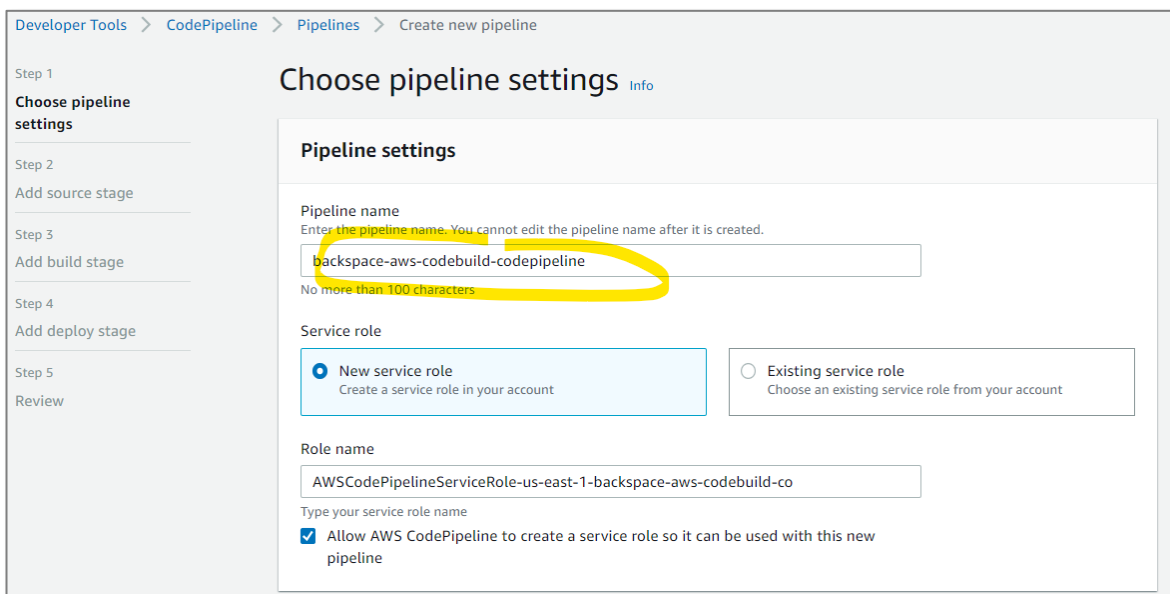 Developer Tools > CodePipeline > Pipelines > Create new pipeline
Step 1
Choose pipeline
settings
Step 2
Add source stage
Step 3
Add build stage
Step 4
Add deploy stage
Step 5
Review
Choose pipeline settings Info
Pipeline settings
Pipeline name
Enter the pipeline name. You cannot edit the pipeline name after it is created.
backspace-aws-codebuild-codepipeline
No more than 100 characters
Service role
New service role
Create a service role in your account
Existing service role
Choose an existing service role from your account
Role name
AWSCodePipelineServiceRole-us-east-1-backspace-aws-codebuild-co
Type your service role name
Allow AWS CodePipeline to create a service role so it can be used with this new
pipeline